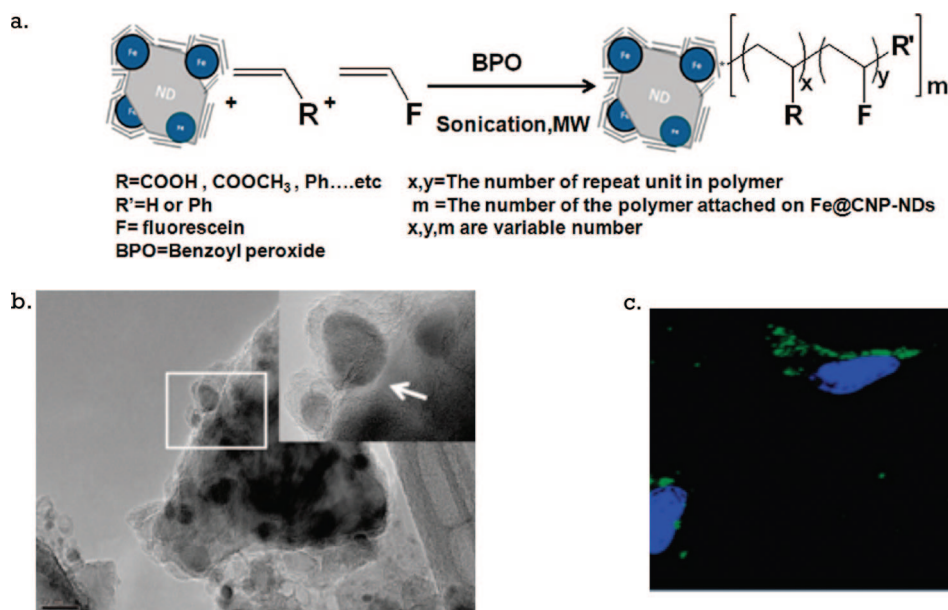 a.
Fe Fe Fe Fe ND + R + F BPO Sonication,MW Fe Fe Fe Fe ND * [ ( )x R ( )y F R' ]m
R=COOH , COOCH3 , Ph....etc x,y=The number of repeat unit in polymer
R'=H or Ph m =The number of the polymer attached on Fe@CNP-NDs
F= fluorescein x,y,m are variable number
BPO=Benzoyl peroxide
b.
c.